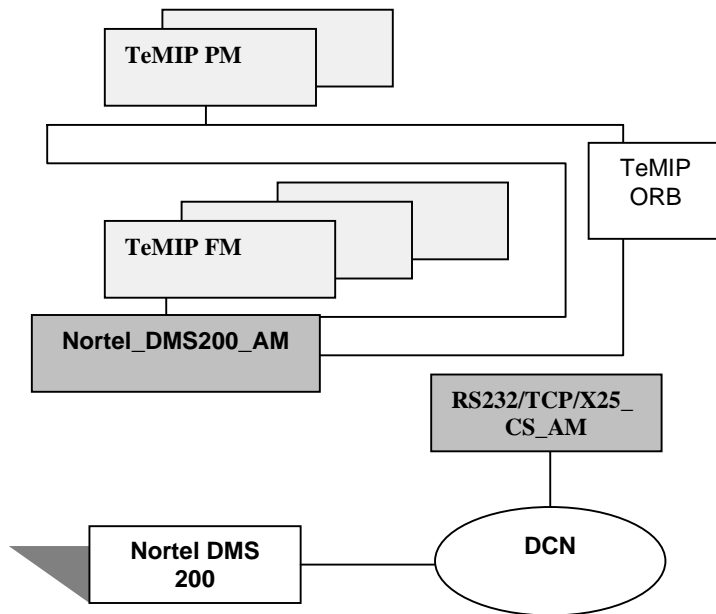 TeMIP PM
TeMIP
ORB
TeMIP FM
Nortel_DMS200_AM
RS232/TCP/X25_
CS_AM
Nortel DMS
200
DCN